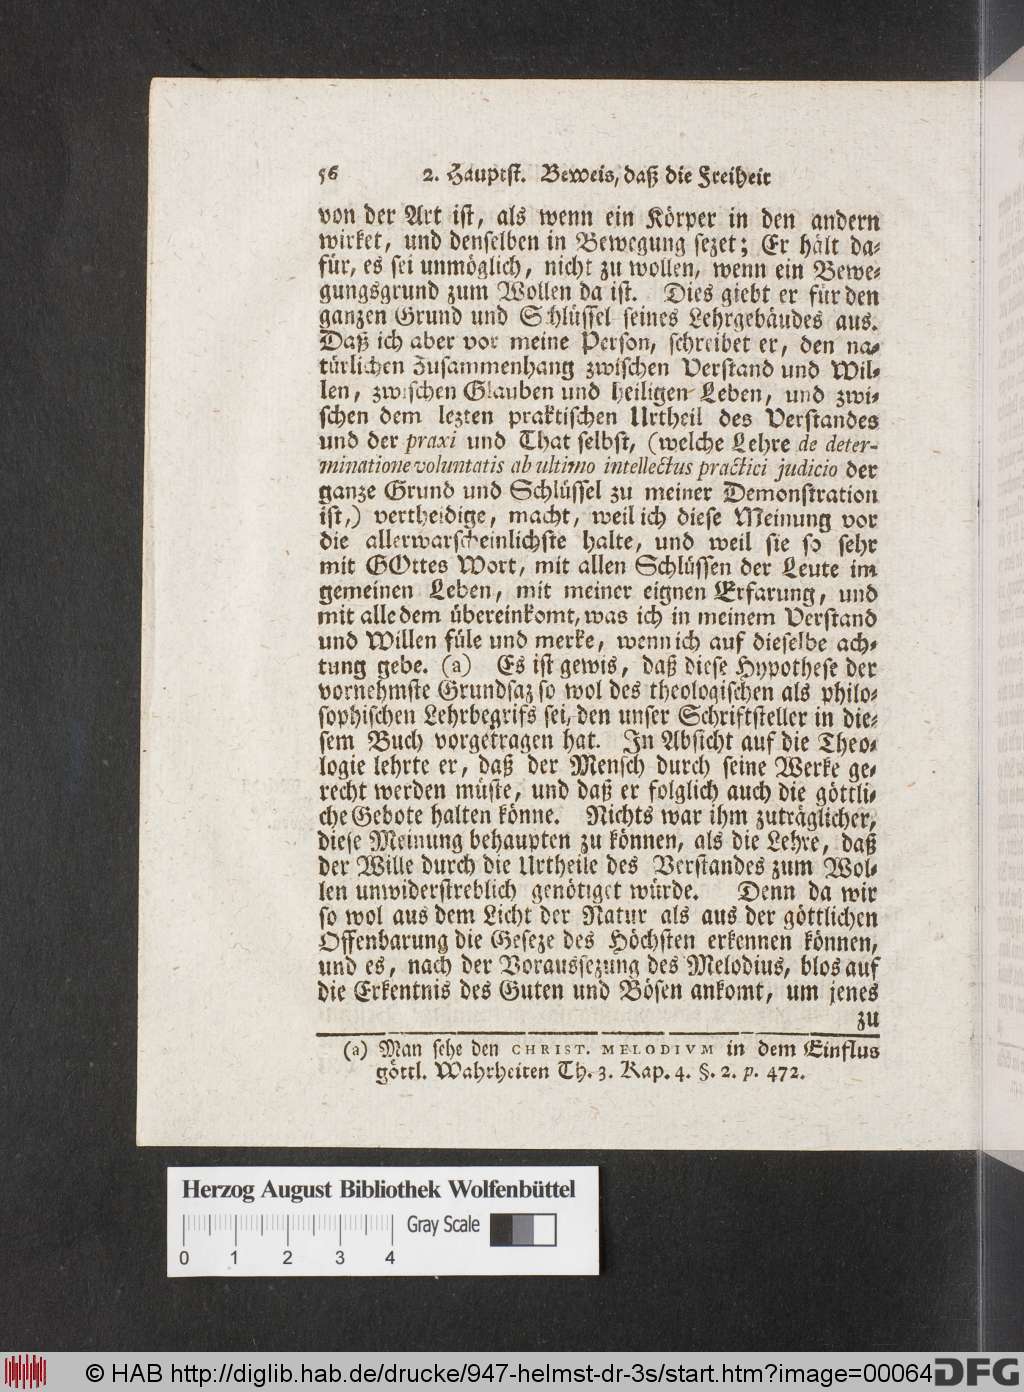 56 2. Hauptst. Beweis, daß die Freiheit
von der Art ist, als wenn ein Körper in den andern
wirket, und denselben in Bewegung sezet; Er hält da-
für, es sei unmöglich, nicht zu wollen, wenn ein Bewe-
gungsgrund zum Wollen da ist. Dies giebt er für den
ganzen Grund und Schlüssel seines Lehrgebäudes aus.
Daß ich aber vor meine Person, schreibet er, den na-
türlichen Zusammenhang zwischen Verstand und Wil-
len, zwischen Glauben und heiligen Leben, und zwi-
schen dem lezten praktischen Urtheil des Verstandes
und der praxi und That selbst, (welche Lehre de deter-
minatione voluntatis ab ultimo intellectus practici judicio der
ganze Grund und Schlüssel zu meiner Demonstration
ist,) vertheidige, macht, weil ich diese Meinung vor
die allerwarscheinlichste halte, und weil sie so sehr
mit GOttes Wort, mit allen Schlüssen der Leute im
gemeinen Leben, mit meiner eignen Erfarung, und
mit alle dem übereinkomt, was ich in meinem Verstand
und Willen füle und merke, wenn ich auf dieselbe ach-
tung gebe. (a) Es ist gewis, daß diese Hypothese der
vornehmste Grundsaz so wol des theologischen als philo-
sophischen Lehrbegrifs sei, den unser Schriftsteller in die-
sem Buch vorgetragen hat. In Absicht auf die Theo-
logie lehrte er, daß der Mensch durch seine Werke ge-
recht werden müste, und daß er folglich auch die göttli-
che Gebote halten könne. Nichts war ihm zuträglicher,
diese Meinung behaupten zu können, als die Lehre, daß
der Wille durch die Urtheile des Verstandes zum Wol-
len unwiderstreblich genötiget würde. Denn da wir
so wol aus dem Licht der Natur als aus der göttlichen
Offenbarung die Geseze des Höchsten erkennen können,
und es, nach der Voraussezung des Melodius, blos auf
die Erkentnis des Guten und Bösen ankomt, um jenes
zu
(a) Man sehe den CHRIST. MELODIVM in dem Einflus
göttl. Wahrheiten Th. 3. Kap. 4. §. 2. p. 472.
Herzog August Bibliothek Wolfenbüttel
Gray Scale
0 1 2 3 4
© HAB http://diglib.hab.de/drucke/947-helmst-dr-3s/start.htm?image=00064
DFG